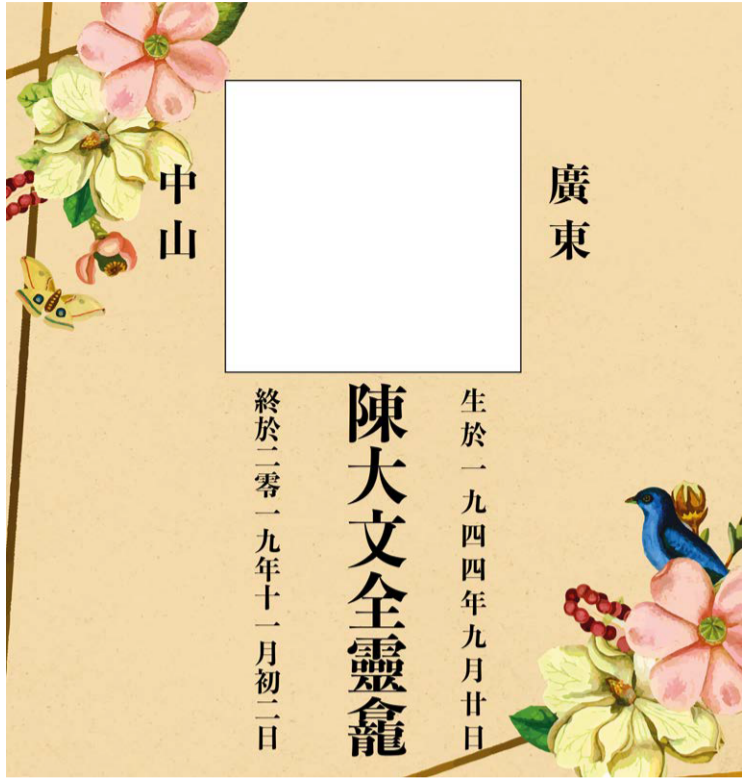 廣東
中山
生於一九四四年九月廿日
陳大文全靈龕
終於二零一九年十一月初二日